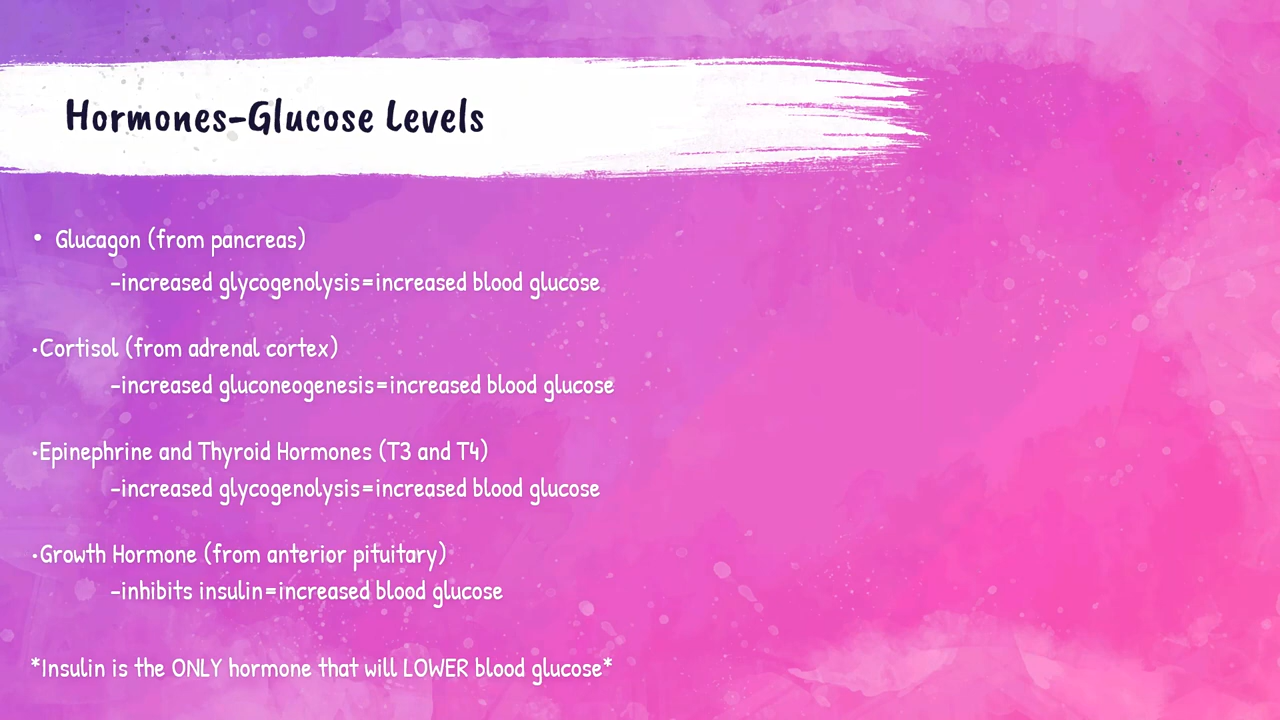 Hormones-Glucose Levels
• Glucagon (from pancreas)
-increased glycogenolysis=increased blood glucose
•Cortisol (from adrenal cortex)
-increased gluconeogenesis=increased blood glucose
•Epinephrine and Thyroid Hormones (T3 and T4)
-increased glycogenolysis=increased blood glucose
•Growth Hormone (from anterior pituitary)
-inhibits insulin=increased blood glucose
*Insulin is the ONLY hormone that will LOWER blood glucose*